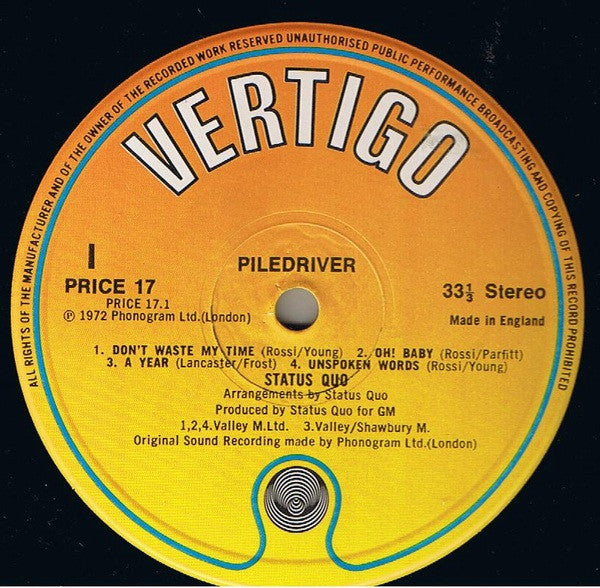 ALL RIGHTS OF THE MANUFACTURER AND OF THE OWNER OF THE RECORDED WORK RESERVED UNAUTHORISED PUBLIC PERFORMANCE BROADCASTING AND COPYING OF THIS RECORD PROHIBITED
VERTIGO
I
PILEDRIVER
PRICE 17
33⅓ Stereo
PRICE 17.1
℗ 1972 Phonogram Ltd.(London)
Made in England
1. DON'T WASTE MY TIME (Rossi/Young) 2. OH! BABY (Rossi/Parfitt)
3. A YEAR (Lancaster/Frost) 4. UNSPOKEN WORDS (Rossi/Young)
STATUS QUO
Arrangements by Status Quo
Produced by Status Quo for GM
1,2,4.Valley M.Ltd. 3.Valley/Shawbury M.
Original Sound Recording made by Phonogram Ltd.(London)